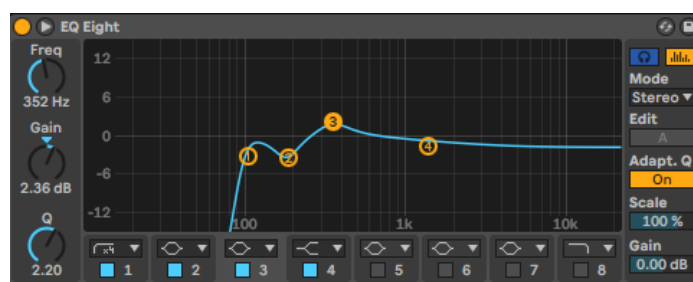 EQ Eight
Freq
352 Hz
Gain
2.36 dB
Q
2.20
12
6
0
-6
-12
100
1k
10k
1
2
3
4
x4
1
2
3
4
5
6
7
8
Mode
Stereo
Edit
A
Adapt. Q
On
Scale
100 %
Gain
0.00 dB